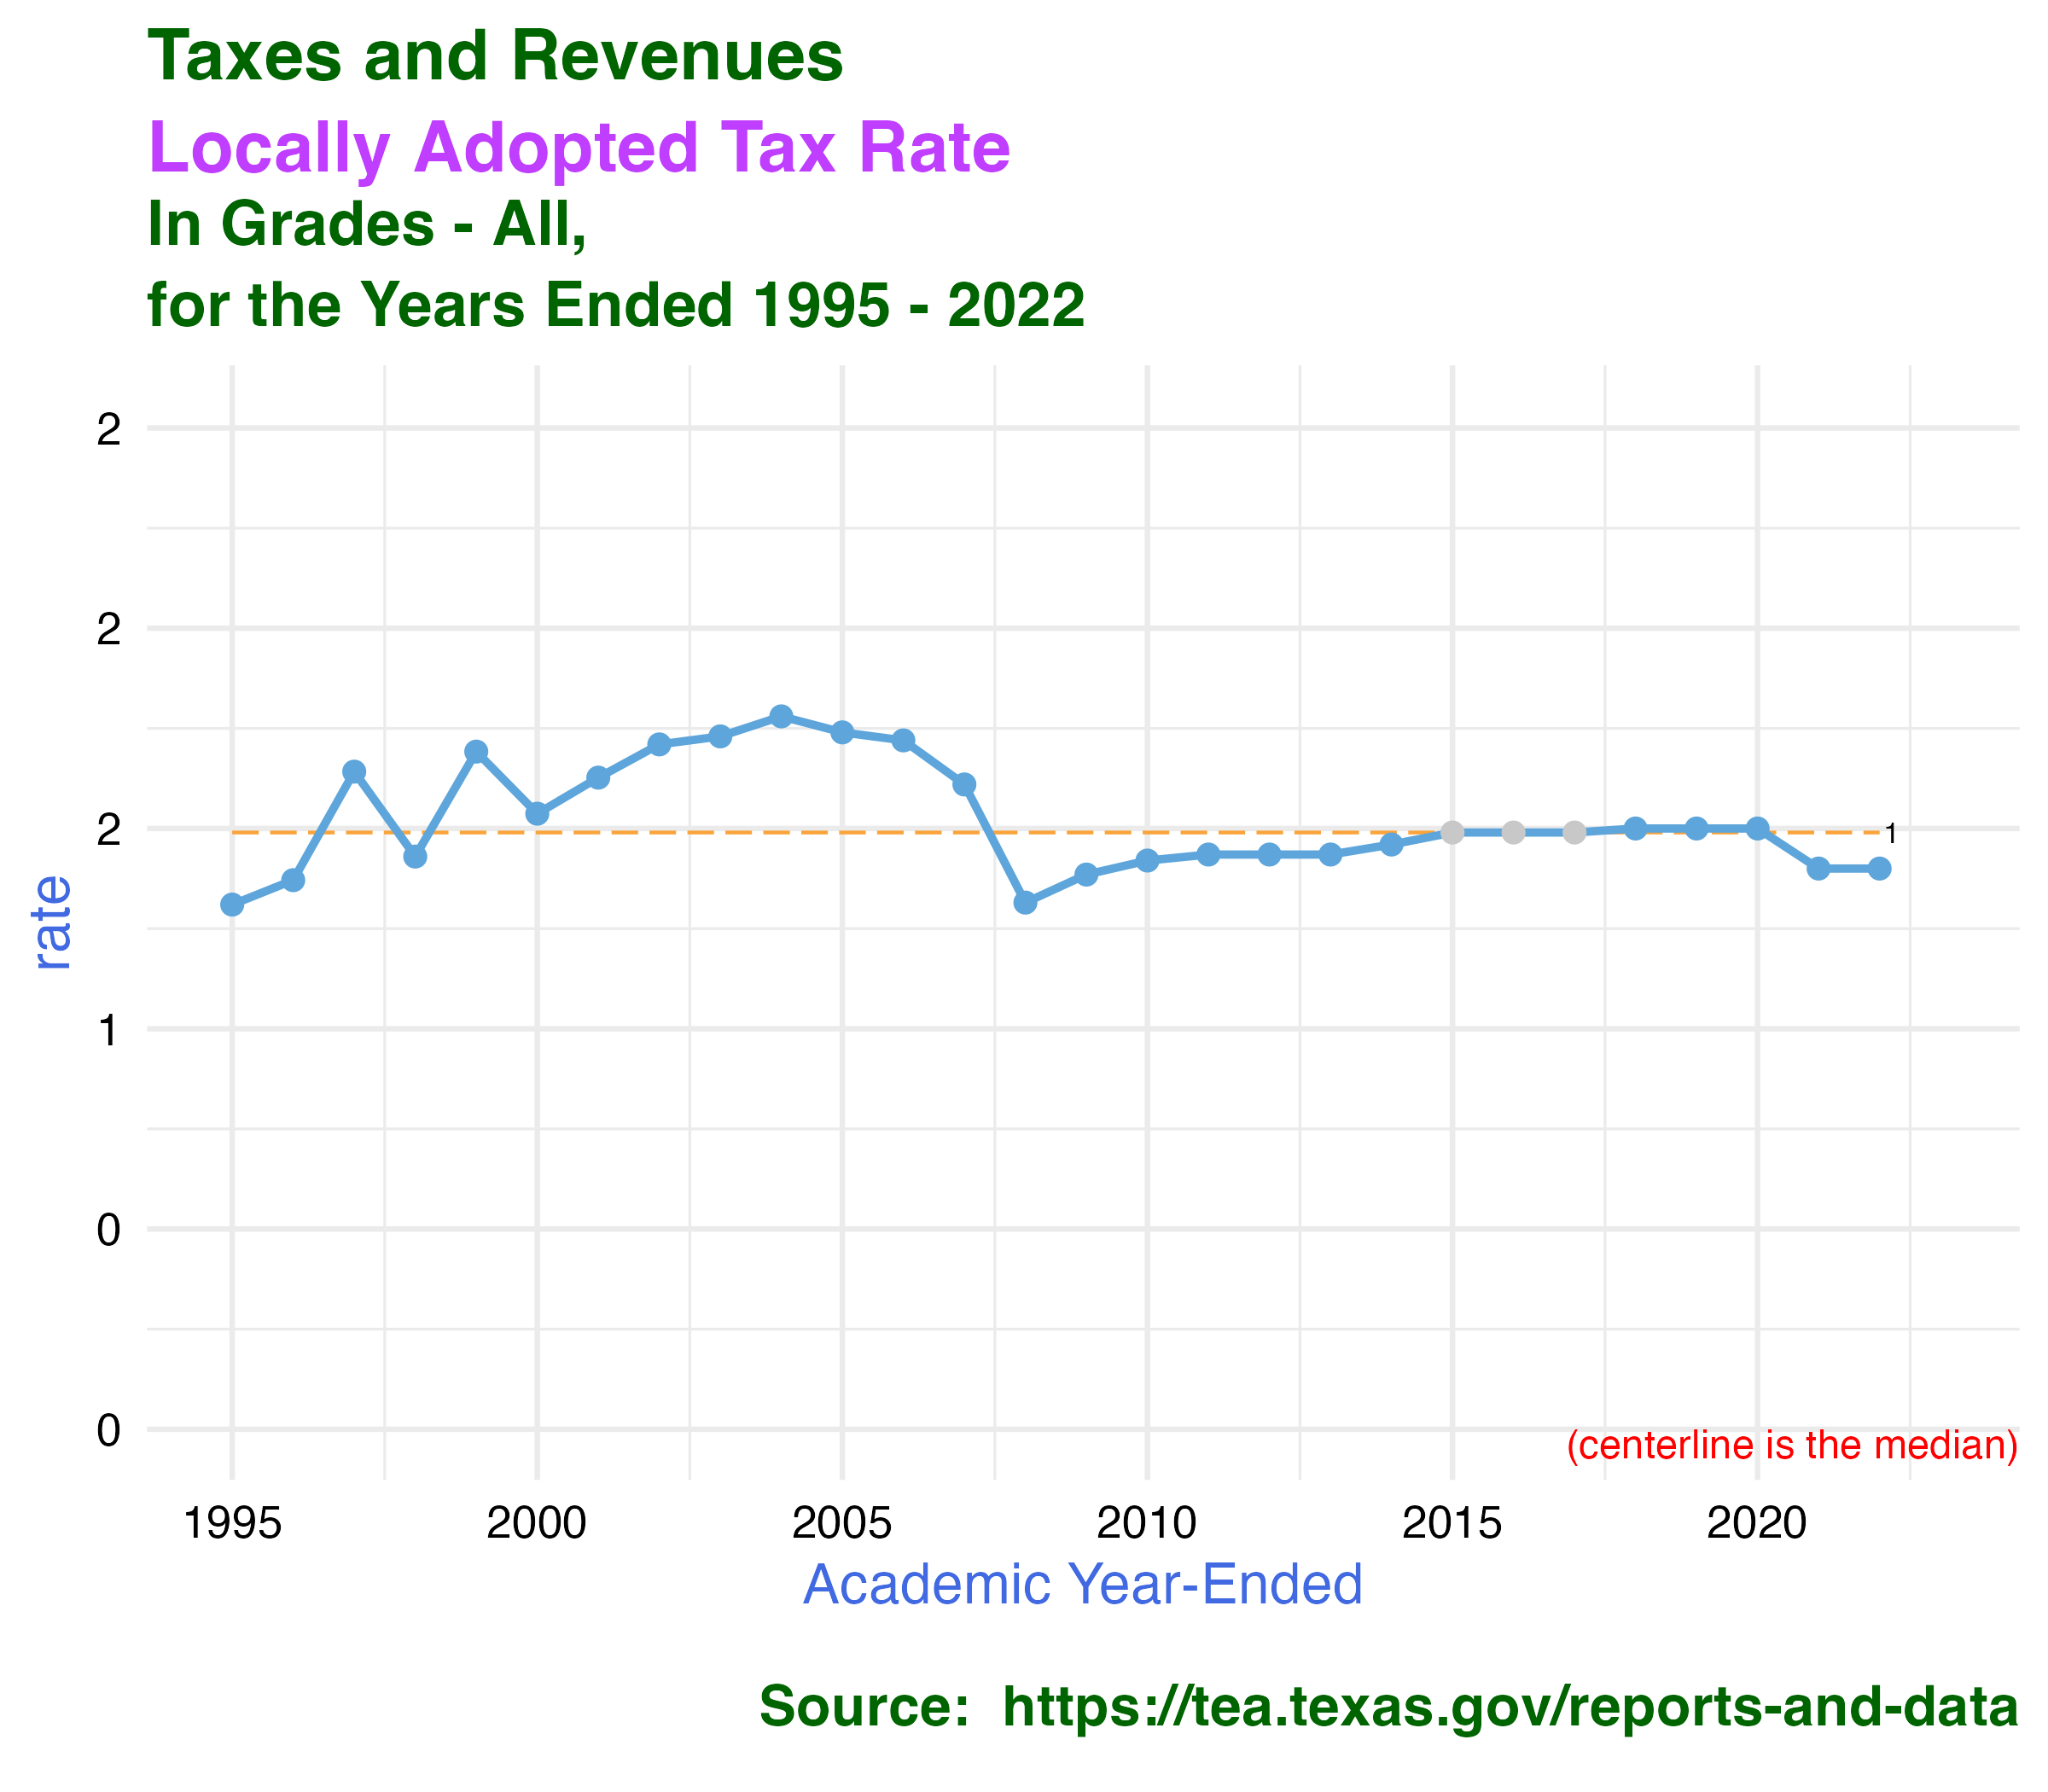 Taxes and Revenues
Locally Adopted Tax Rate
In Grades - All,
for the Years Ended 1995 - 2022
2
2
2
1
0
0
rate
1
(centerline is the median)
1995 2000 2005 2010 2015 2020
Academic Year-Ended
Source:  https://tea.texas.gov/reports-and-data